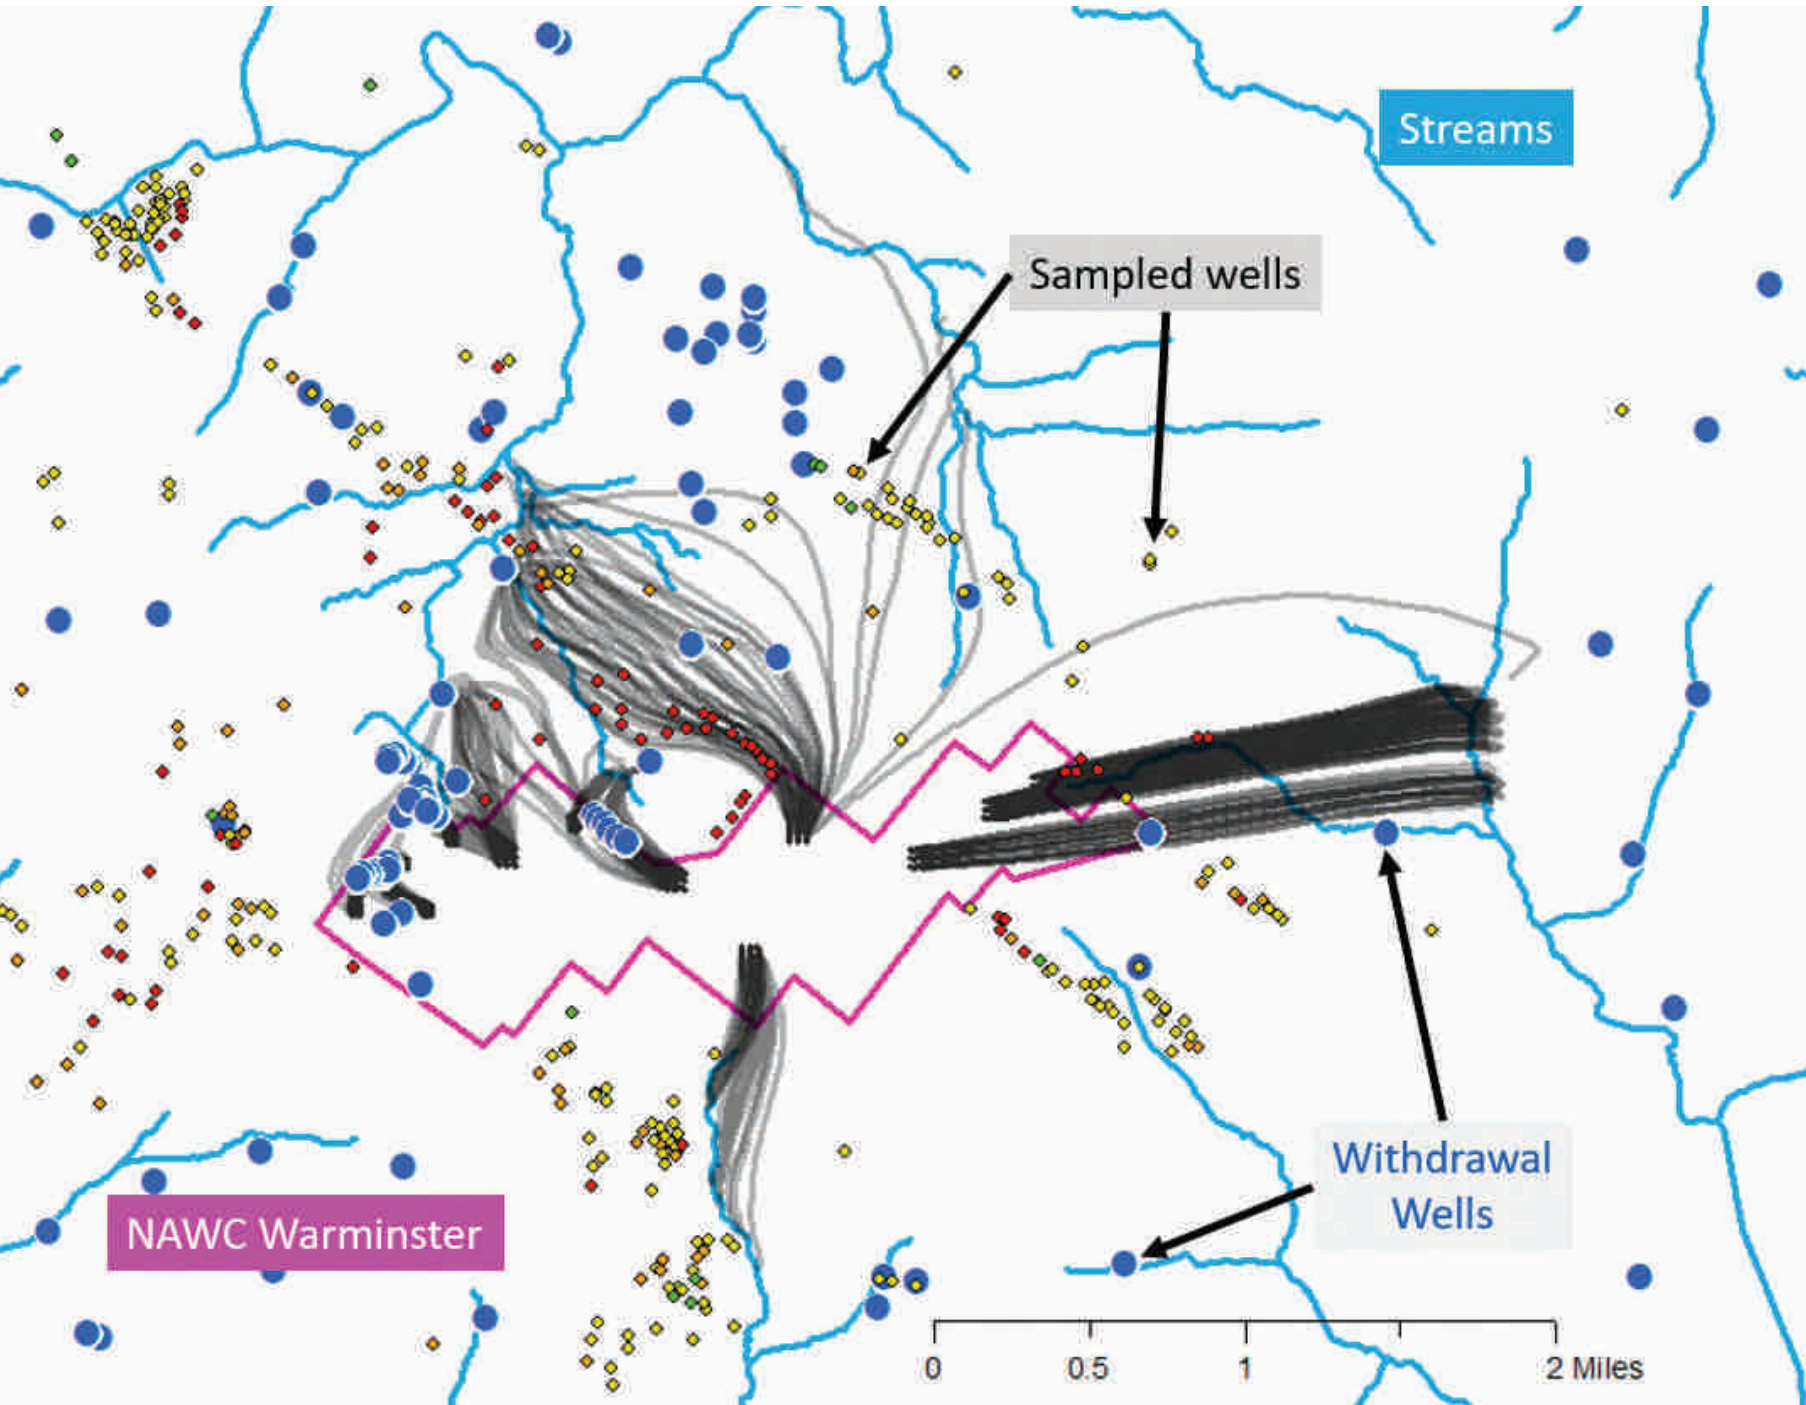 Streams
Sampled wells
Withdrawal
Wells
NAWC Warminster
0 0.5 1 2 Miles